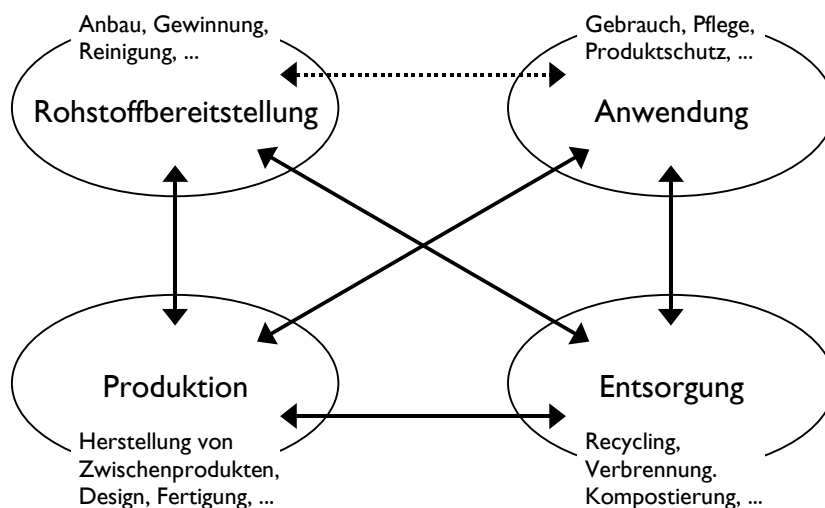 Anbau, Gewinnung,
Reinigung, ...
Rohstoffbereitstellung
Gebrauch, Pflege,
Produktschutz, ...
Anwendung
Produktion
Herstellung von
Zwischenprodukten,
Design, Fertigung, ...
Entsorgung
Recycling,
Verbrennung.
Kompostierung, ...